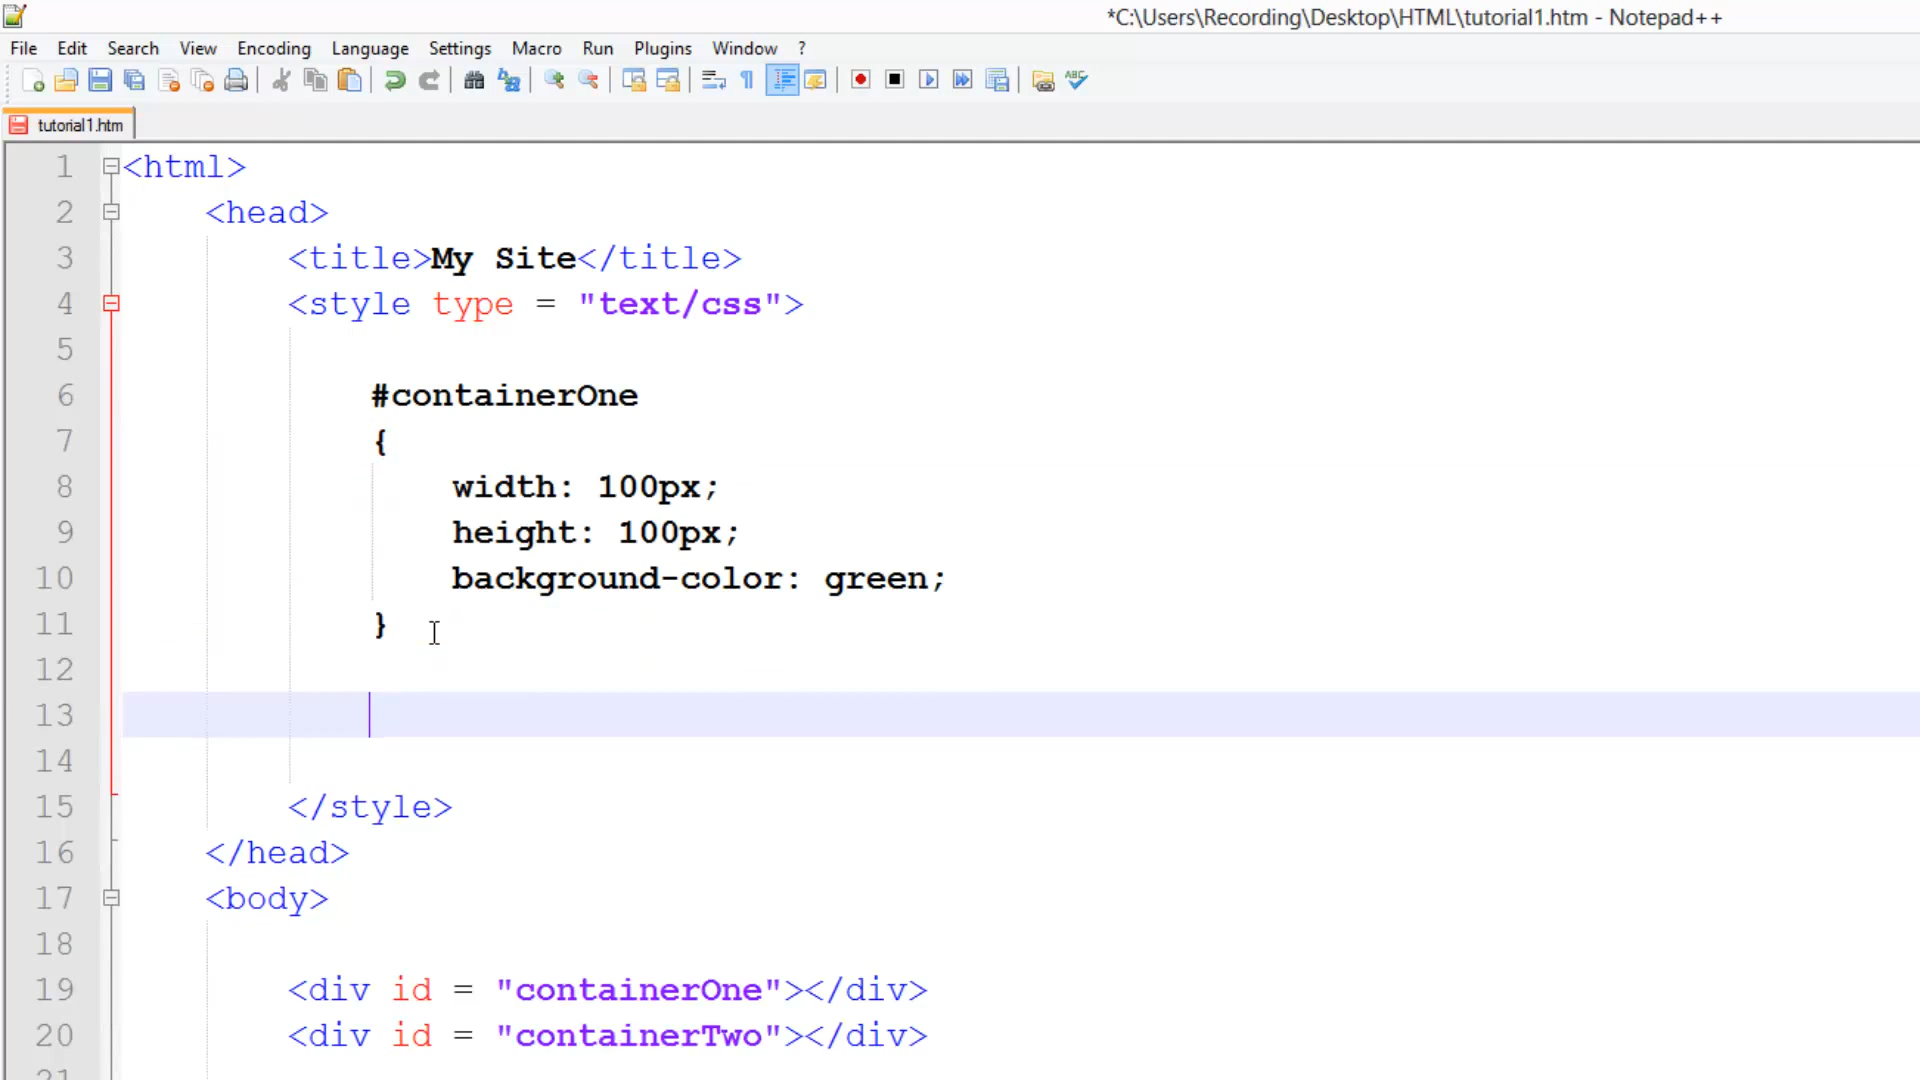 *C:\Users\Recording\Desktop\HTML\tutorial1.htm - Notepad++
File Edit Search View Encoding Language Settings Macro Run Plugins Window ?
ABC
tutorial1.htm
1 <html>
2 <head>
3 <title>My Site</title>
4 <style type = "text/css">
5
6 #containerOne
7 {
8 width: 100px;
9 height: 100px;
10 background-color: green;
11 }
12
13
14
15 </style>
16 </head>
17 <body>
18
19 <div id = "containerOne"></div>
20 <div id = "containerTwo"></div>
21